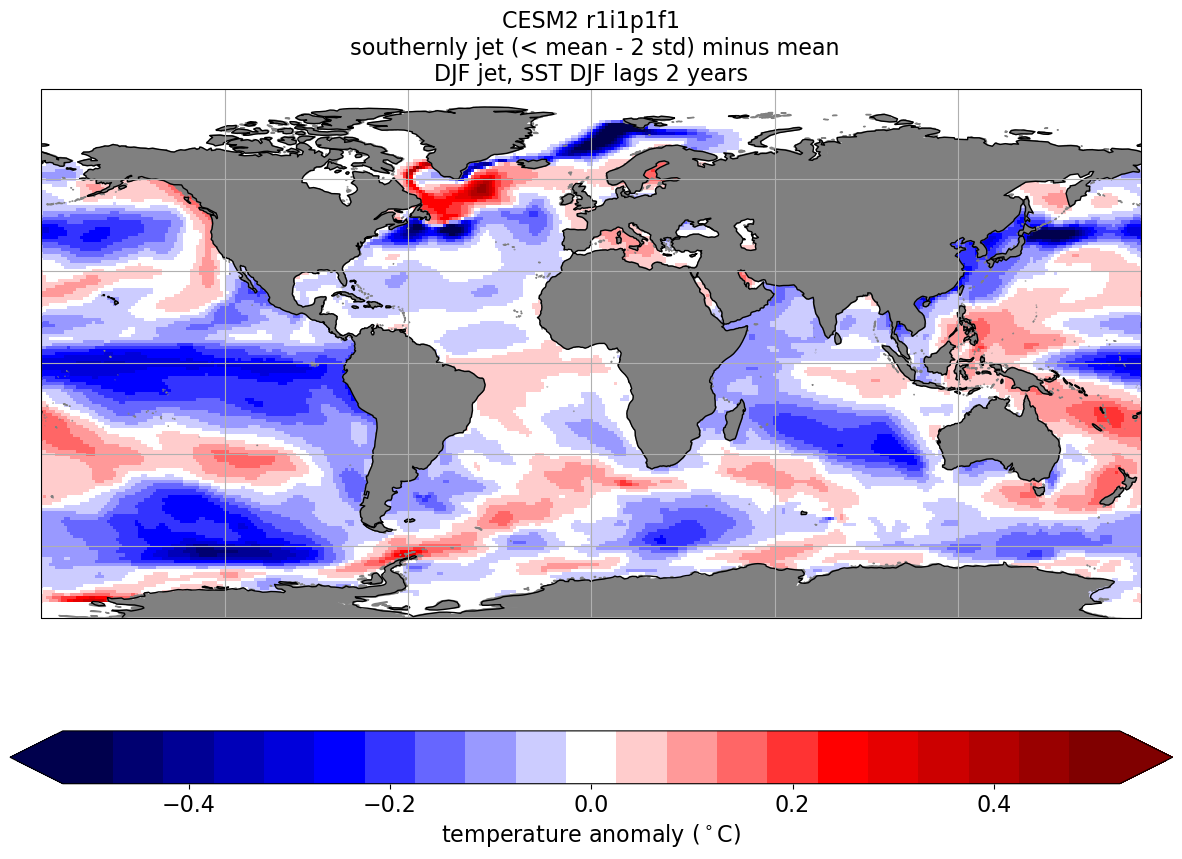 CESM2 r1i1p1f1
southernly jet (< mean - 2 std) minus mean
DJF jet, SST DJF lags 2 years
−0.4 −0.2 0.0 0.2 0.4
temperature anomaly (°C)